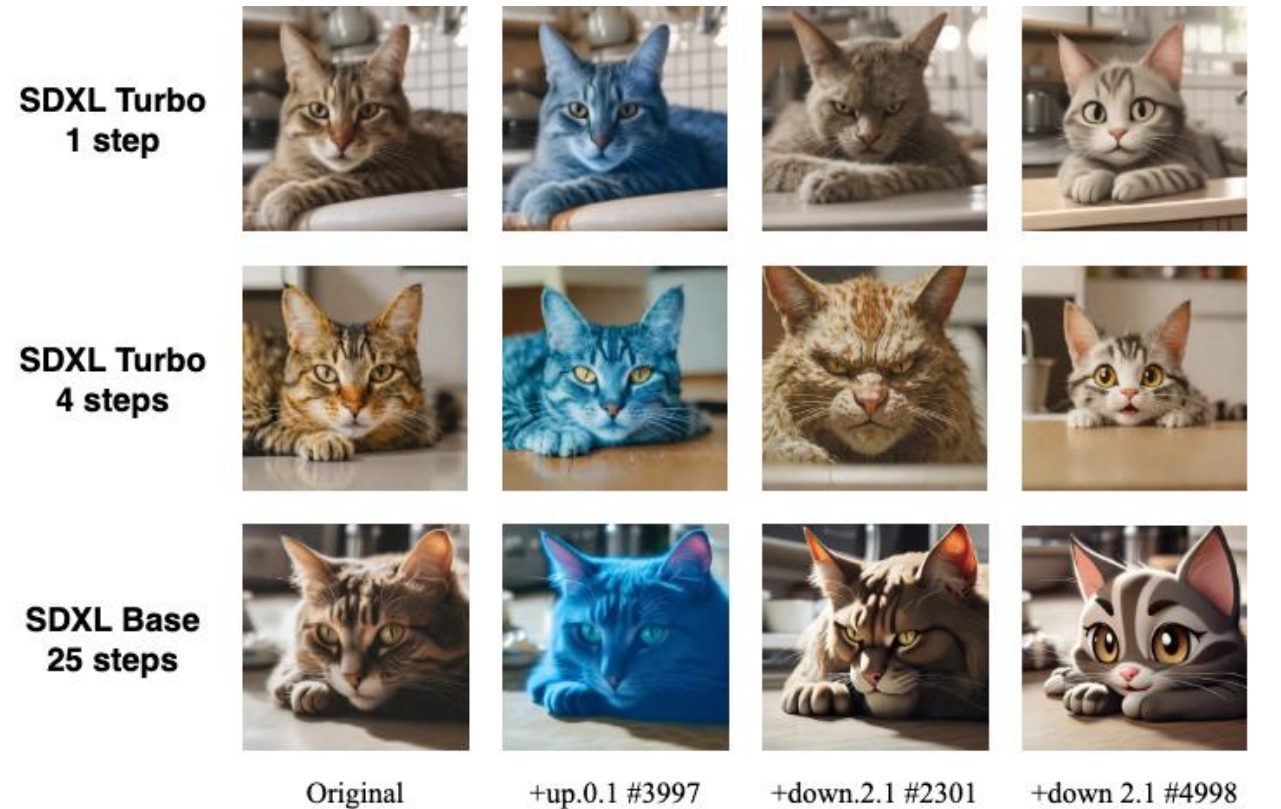 SDXL Turbo
1 step
SDXL Turbo
4 steps
SDXL Base
25 steps
Original
+up.0.1 #3997
+down.2.1 #2301
+down 2.1 #4998